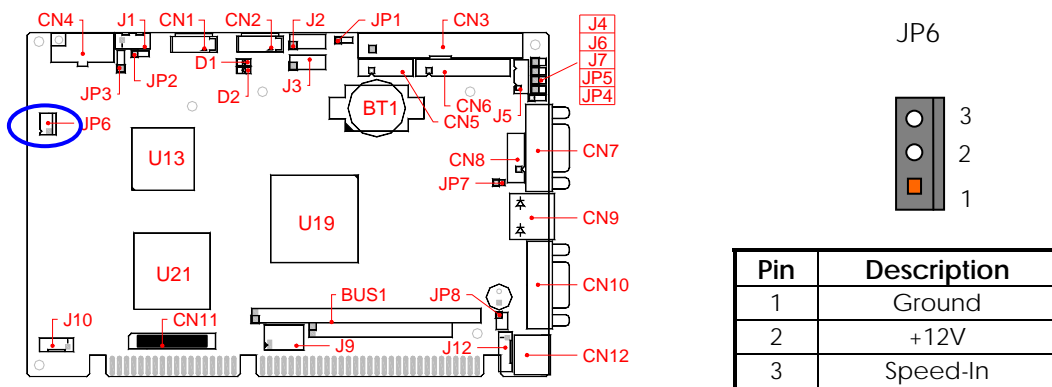 CN4
J1
CN1
CN2
J2
JP1
CN3
J4
J6
J7
JP5
JP4
JP3
JP2
D1
D2
J3
BT1
CN6
CN5
J5
JP6
U13
CN8
CN7
JP7
CN9
U19
U21
BUS1
JP8
CN10
J10
CN11
J9
J12
CN12
JP6
3
2
1
Pin Description
1 Ground
2 +12V
3 Speed-In